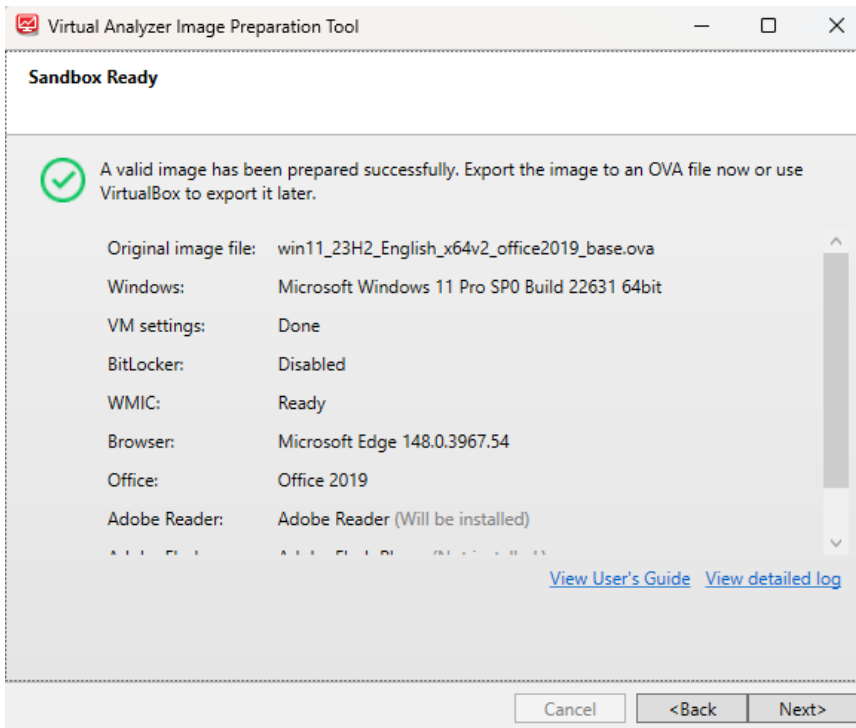 Virtual Analyzer Image Preparation Tool
Sandbox Ready
A valid image has been prepared successfully. Export the image to an OVA file now or use
VirtualBox to export it later.
Original image file: win11_23H2_English_x64v2_office2019_base.ova
Windows: Microsoft Windows 11 Pro SP0 Build 22631 64bit
VM settings: Done
BitLocker: Disabled
WMIC: Ready
Browser: Microsoft Edge 148.0.3967.54
Office: Office 2019
Adobe Reader: Adobe Reader (Will be installed)
View User's Guide View detailed log
Cancel <Back Next>